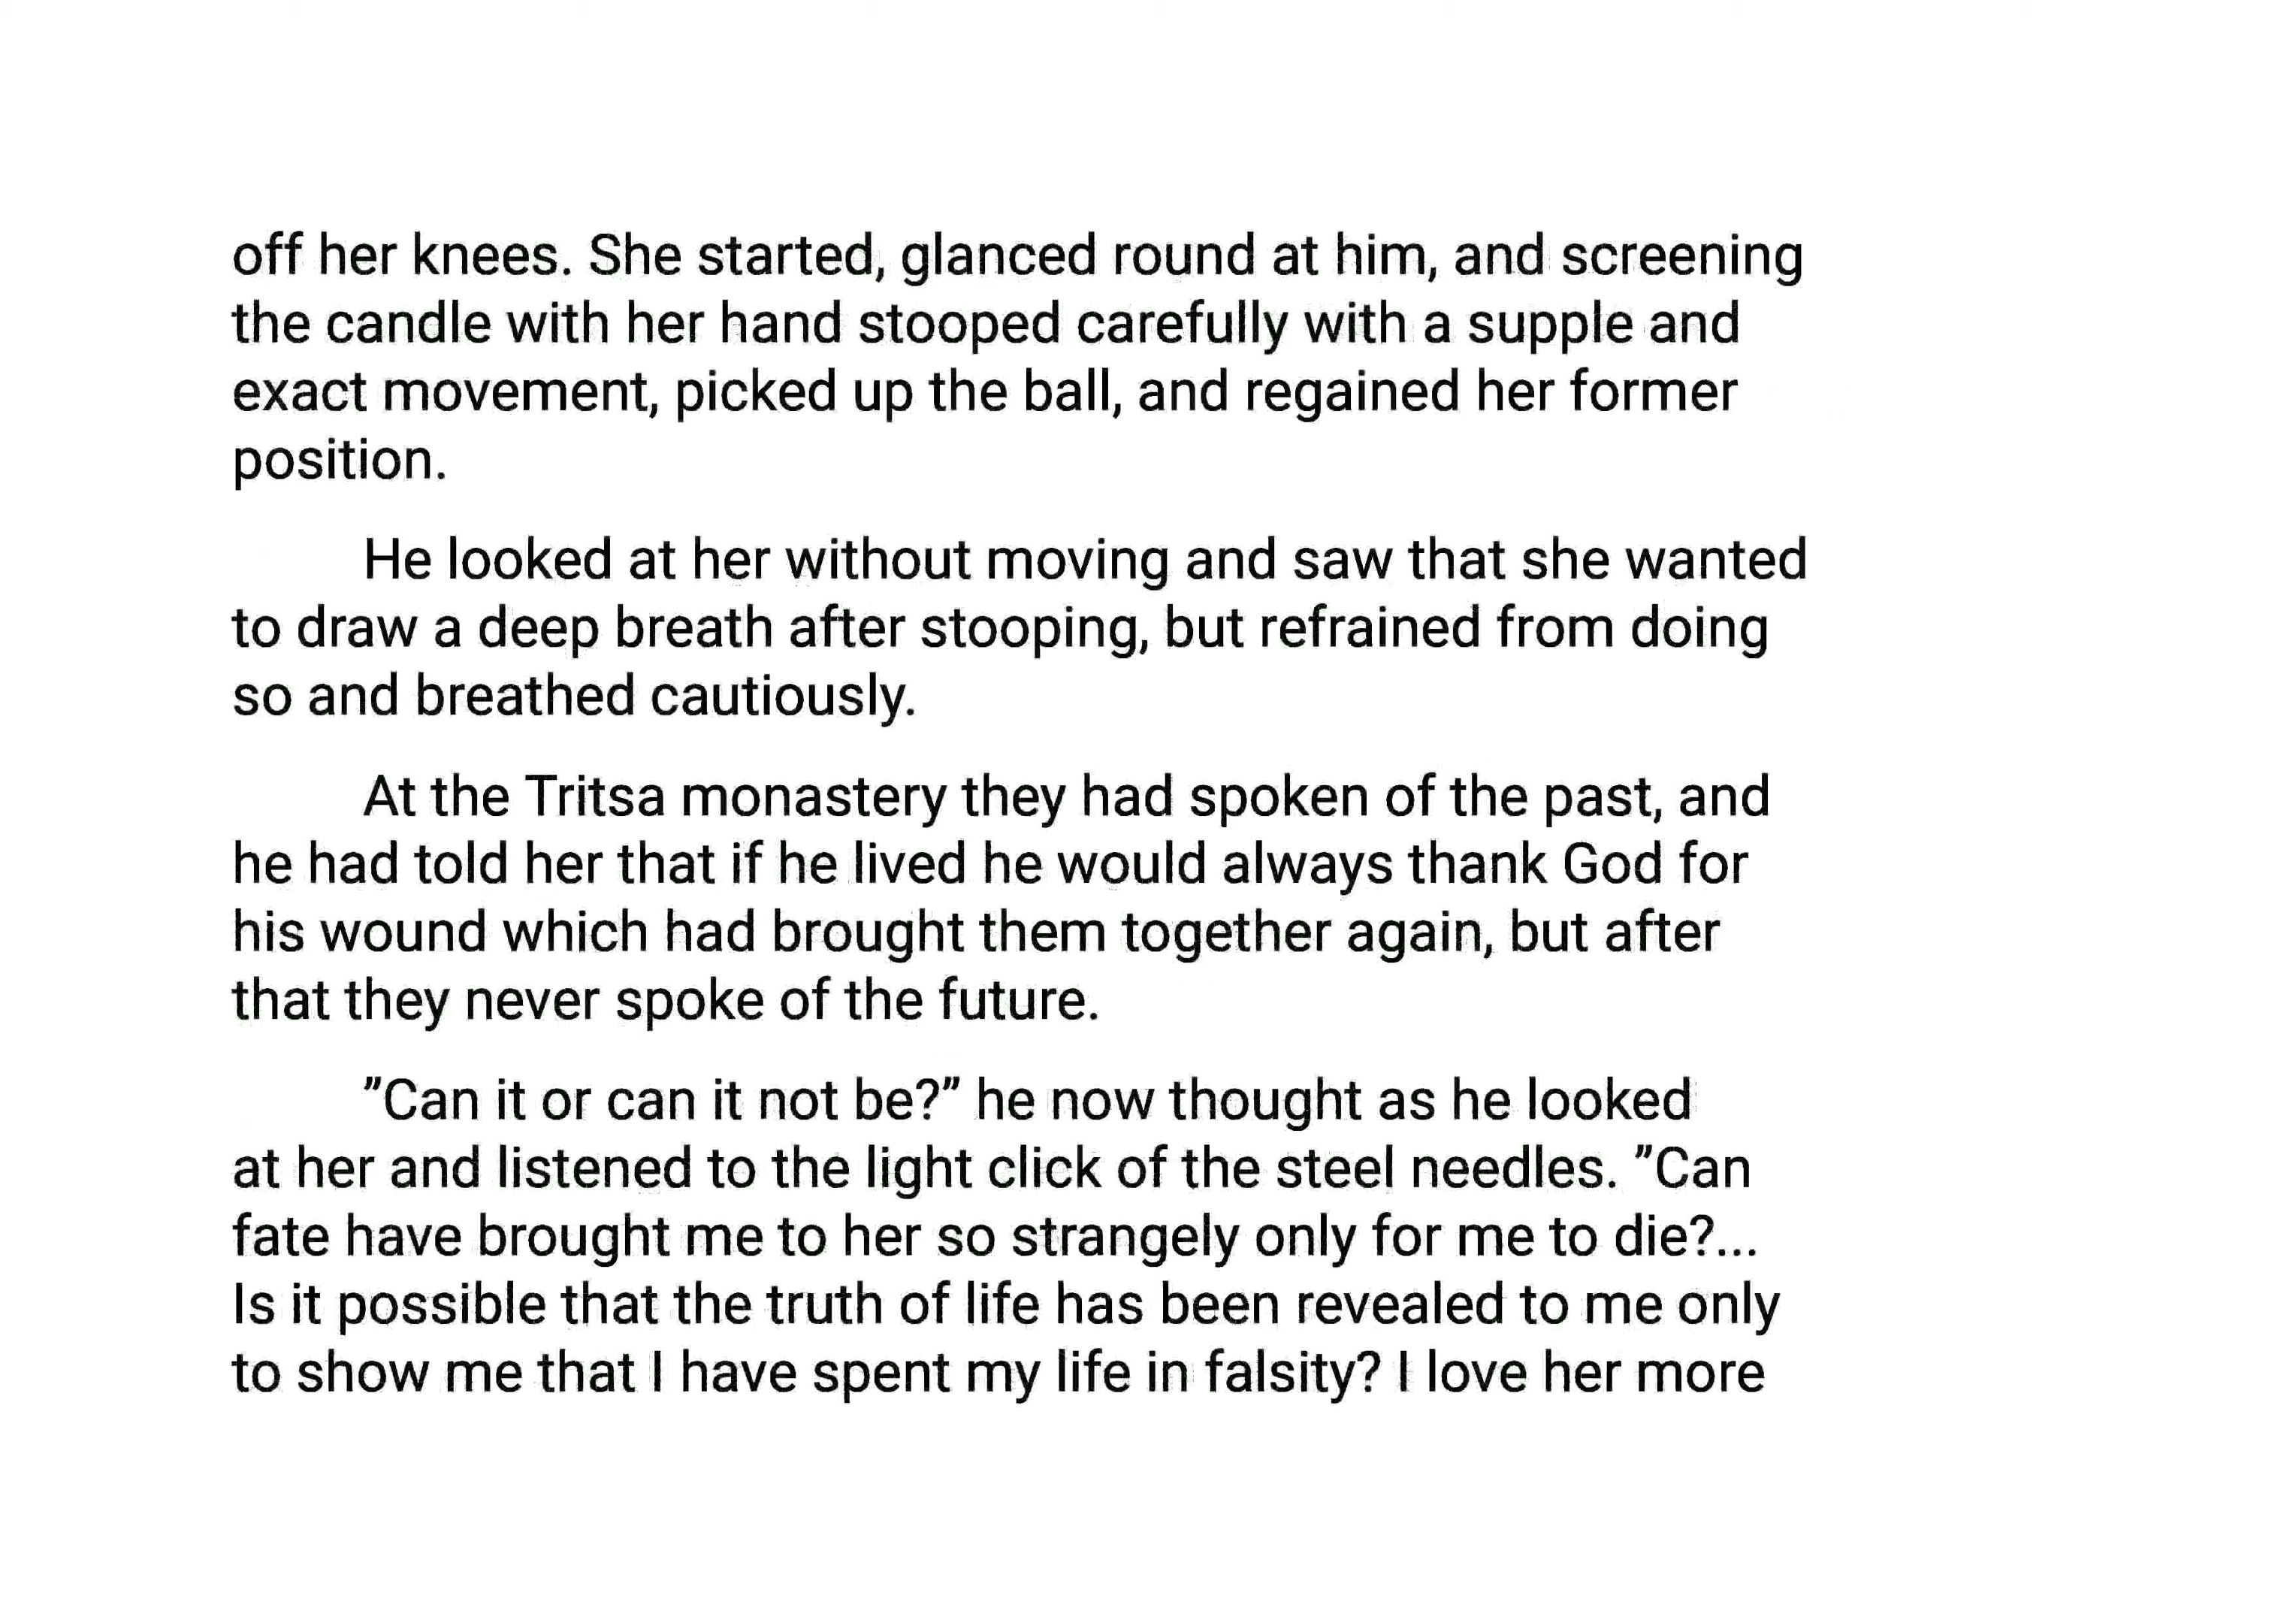 off her knees. She started, glanced round at him, and screening
the candle with her hand stooped carefully with a supple and
exact movement, picked up the ball, and regained her former
position.
He looked at her without moving and saw that she wanted
to draw a deep breath after stooping, but refrained from doing
so and breathed cautiously.
At the Tritsa monastery they had spoken of the past, and
he had told her that if he lived he would always thank God for
his wound which had brought them together again, but after
that they never spoke of the future.
”Can it or can it not be?” he now thought as he looked
at her and listened to the light click of the steel needles. ”Can
fate have brought me to her so strangely only for me to die?...
Is it possible that the truth of life has been revealed to me only
to show me that I have spent my life in falsity? I love her more